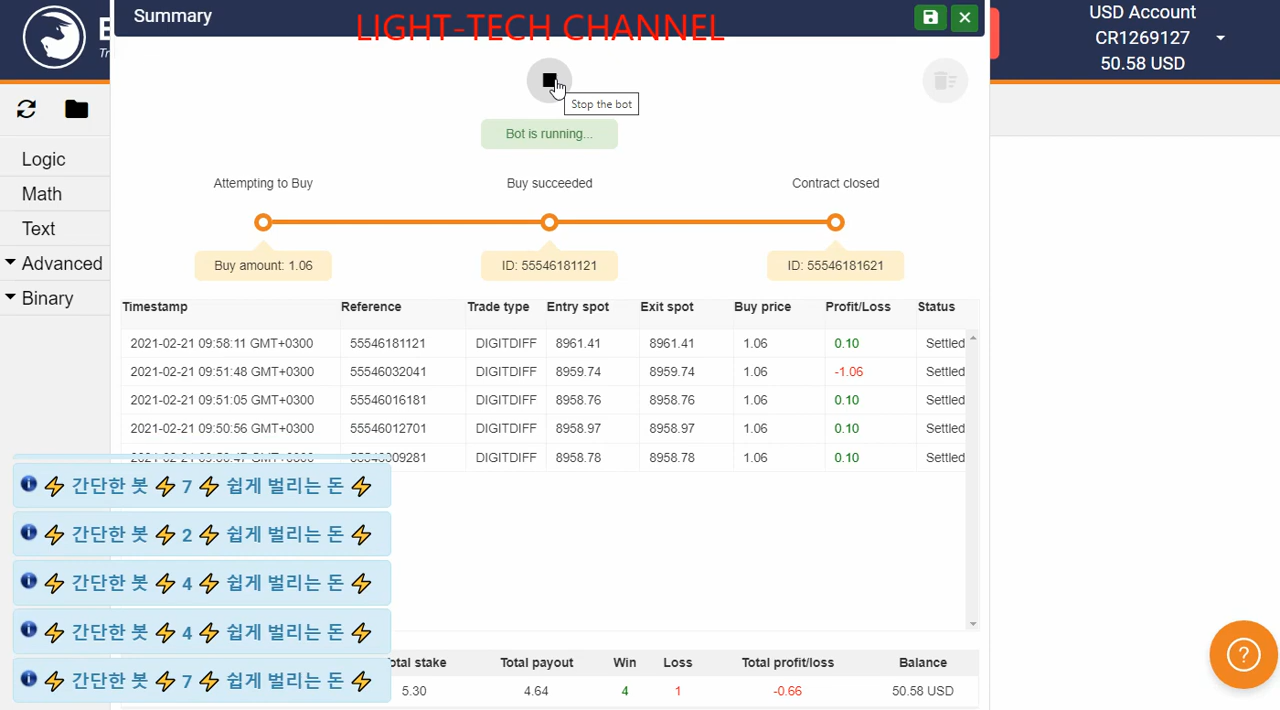 Summary
LIGHT-TECH CHANNEL
USD Account
CR1269127
50.58 USD
Stop the bot
Bot is running...
Logic
Math
Text
Advanced
Binary
Attempting to Buy Buy succeeded Contract closed
Buy amount: 1.06 ID: 55546181121 ID: 55546181621
Timestamp Reference Trade type Entry spot Exit spot Buy price Profit/Loss Status
2021-02-21 09:58:11 GMT+0300 55546181121 DIGITDIFF 8961.41 8961.41 1.06 0.10 Settled
2021-02-21 09:51:48 GMT+0300 55546032041 DIGITDIFF 8959.74 8959.74 1.06 -1.06 Settled
2021-02-21 09:51:05 GMT+0300 55546016181 DIGITDIFF 8958.76 8958.76 1.06 0.10 Settled
2021-02-21 09:50:56 GMT+0300 55546012701 DIGITDIFF 8958.97 8958.97 1.06 0.10 Settled
DIGITDIFF 8958.78 8958.78 1.06 0.10 Settled
⚡ 간단한 봇 ⚡ 7 ⚡ 쉽게 벌리는 돈 ⚡
⚡ 간단한 봇 ⚡ 2 ⚡ 쉽게 벌리는 돈 ⚡
⚡ 간단한 봇 ⚡ 4 ⚡ 쉽게 벌리는 돈 ⚡
⚡ 간단한 봇 ⚡ 4 ⚡ 쉽게 벌리는 돈 ⚡
⚡ 간단한 봇 ⚡ 7 ⚡ 쉽게 벌리는 돈 ⚡
stake Total payout Win Loss Total profit/loss Balance
5.30 4.64 4 1 -0.66 50.58 USD
?